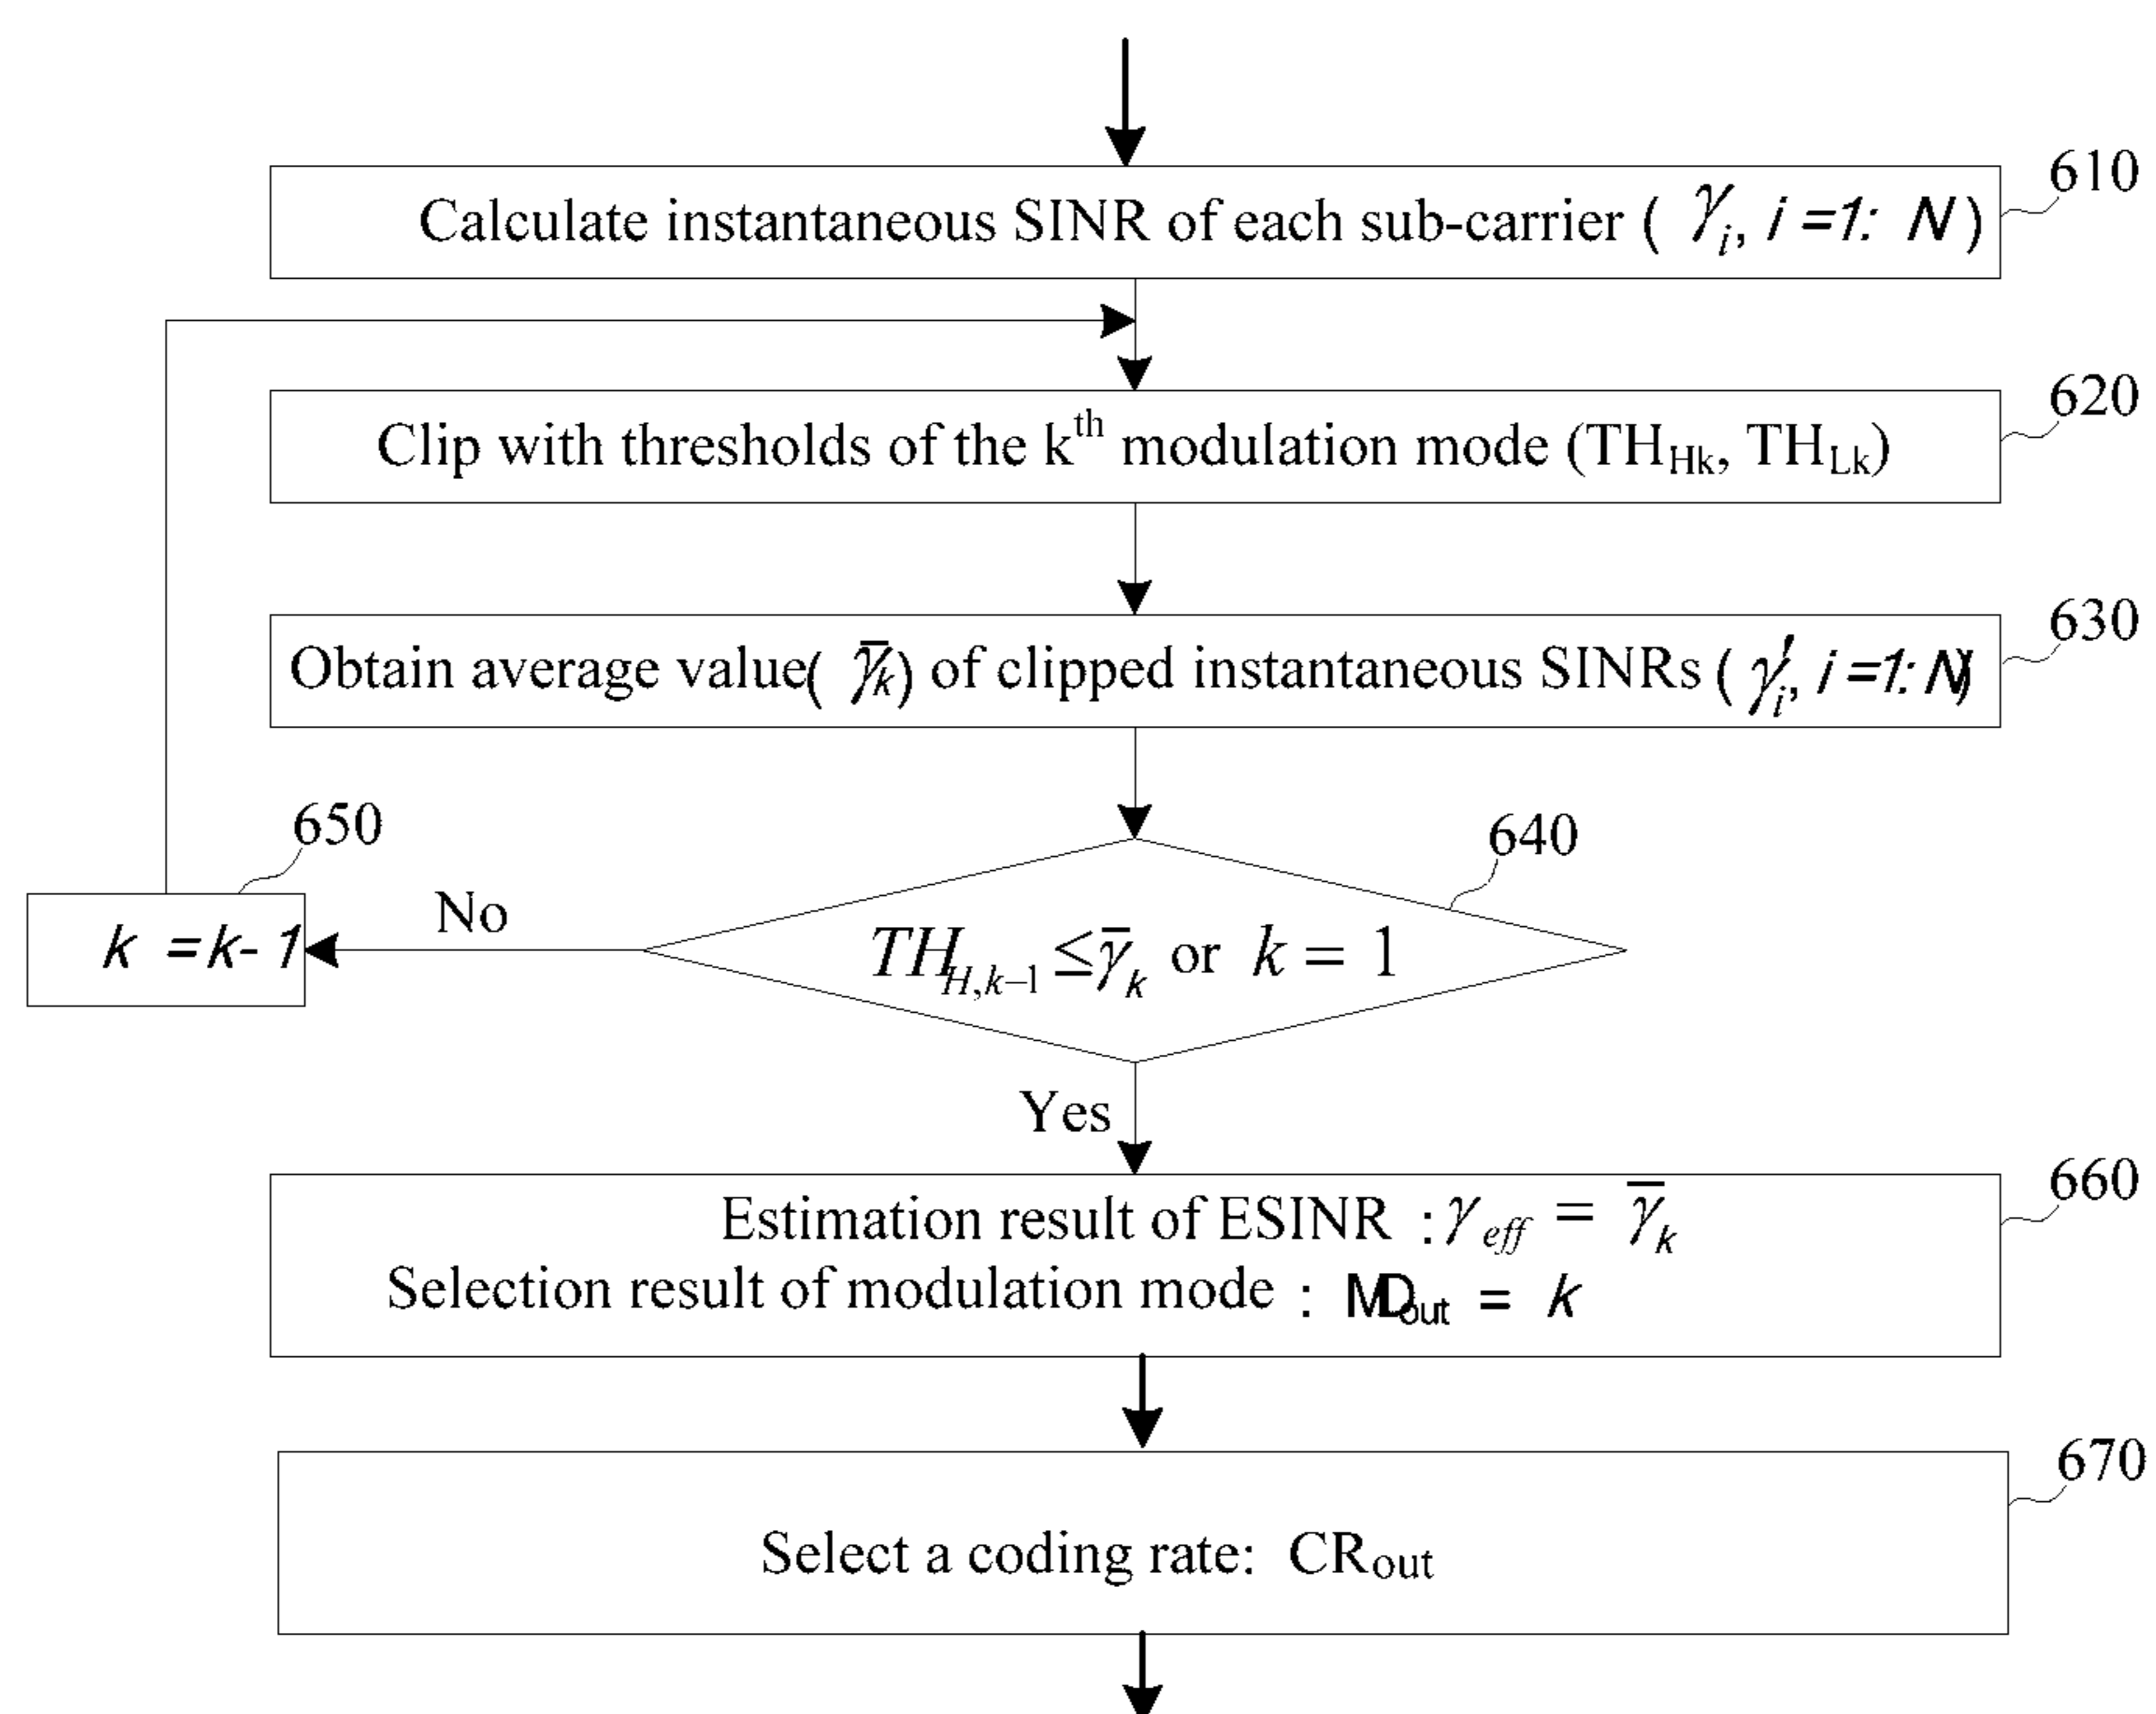 Calculate instantaneous SINR of each sub-carrier ( γi, i =1: N )
610
Clip with thresholds of the kth modulation mode (THHk, THLk)
620
Obtain average value( γ̅k) of clipped instantaneous SINRs ( γ′i, i =1: N)
630
650
640
k =k- 1
No
THH,k−1 ≤ γ̅k or k = 1
Yes
660
Estimation result of ESINR : γeff = γ̅k
Selection result of modulation mode : MDout = k
670
Select a coding rate: CRout